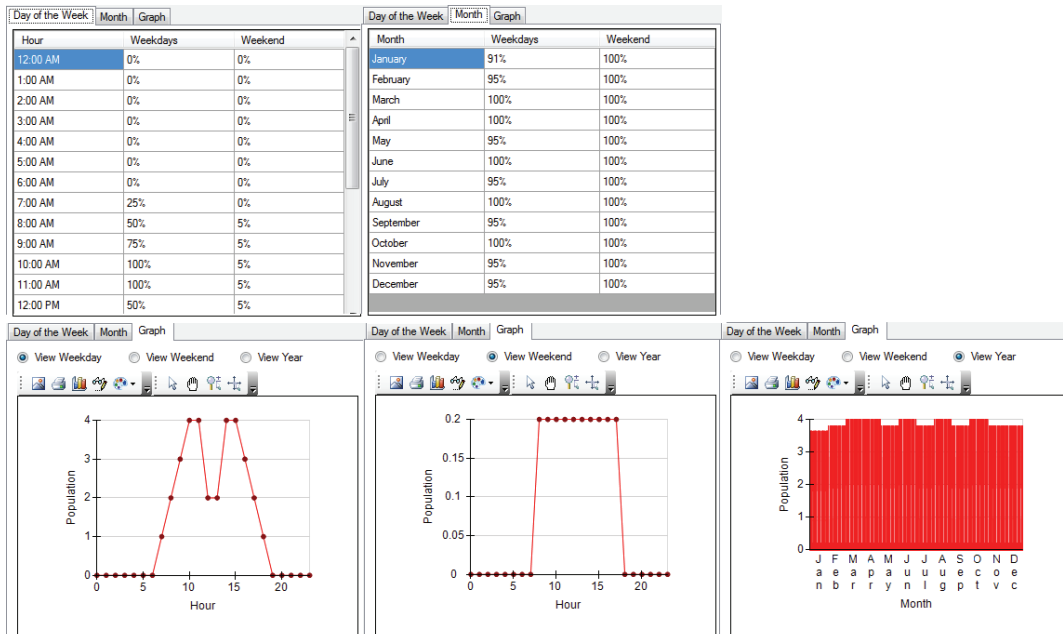 Day of the Week Month Graph
Hour Weekdays Weekend
12:00 AM 0% 0%
1:00 AM 0% 0%
2:00 AM 0% 0%
3:00 AM 0% 0%
4:00 AM 0% 0%
5:00 AM 0% 0%
6:00 AM 0% 0%
7:00 AM 25% 0%
8:00 AM 50% 5%
9:00 AM 75% 5%
10:00 AM 100% 5%
11:00 AM 100% 5%
12:00 PM 50% 5%
Day of the Week Month Graph
Month Weekdays Weekend
January 91% 100%
February 95% 100%
March 100% 100%
April 100% 100%
May 95% 100%
June 100% 100%
July 95% 100%
August 100% 100%
September 95% 100%
October 100% 100%
November 95% 100%
December 95% 100%
Day of the Week Month Graph
View Weekday View Weekend View Year
4
3
2
1
0
Population
0 5 10 15 20
Hour
Day of the Week Month Graph
View Weekday View Weekend View Year
0.2
0.15
0.1
0.05
0
Population
0 5 10 15 20
Hour
Day of the Week Month Graph
View Weekday View Weekend View Year
4
3
2
1
0
Population
Jan Feb Mar Apr May Jun Jul Aug Sep Oct Nov Dec
Month